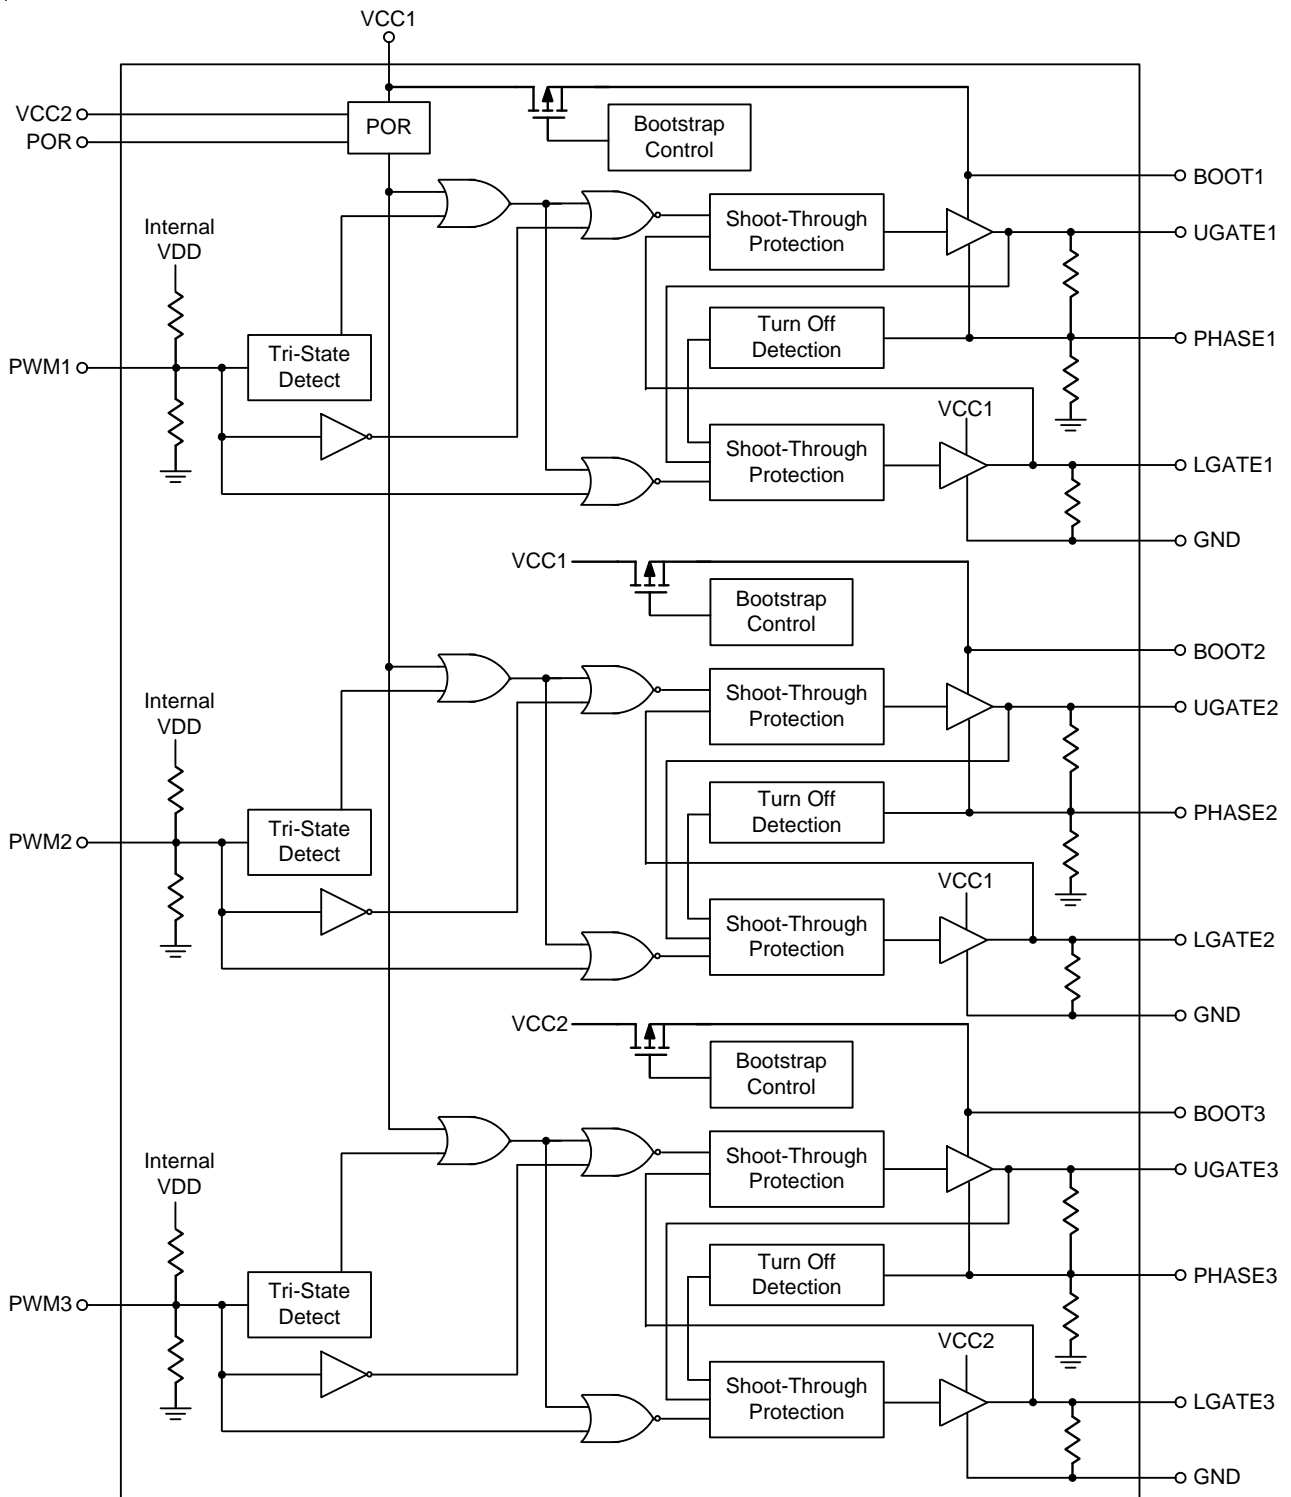 VCC1
VCC2
POR
POR
Bootstrap
Control
BOOT1
Internal
VDD
Shoot-Through
Protection
UGATE1
Turn Off
Detection
PHASE1
PWM1
Tri-State
Detect
VCC1
Shoot-Through
Protection
LGATE1
GND
VCC1
Bootstrap
Control
BOOT2
Internal
VDD
Shoot-Through
Protection
UGATE2
Turn Off
Detection
PHASE2
PWM2
Tri-State
Detect
VCC1
Shoot-Through
Protection
LGATE2
GND
VCC2
Bootstrap
Control
BOOT3
Internal
VDD
Shoot-Through
Protection
UGATE3
Turn Off
Detection
PHASE3
PWM3
Tri-State
Detect
VCC2
Shoot-Through
Protection
LGATE3
GND